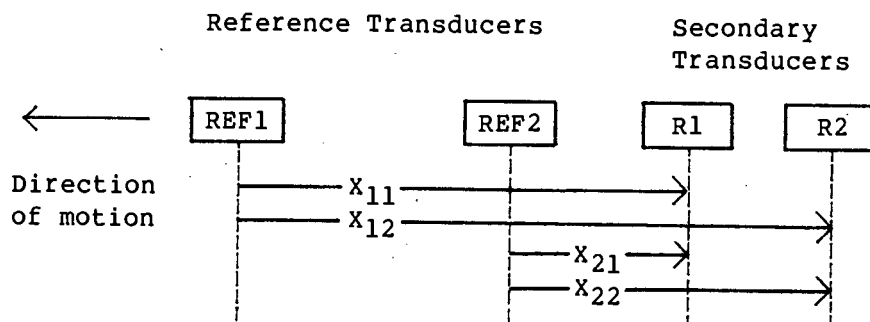 Reference Transducers
Secondary
Transducers
REF1
REF2
R1
R2
Direction
of motion
X11
X12
X21
X22